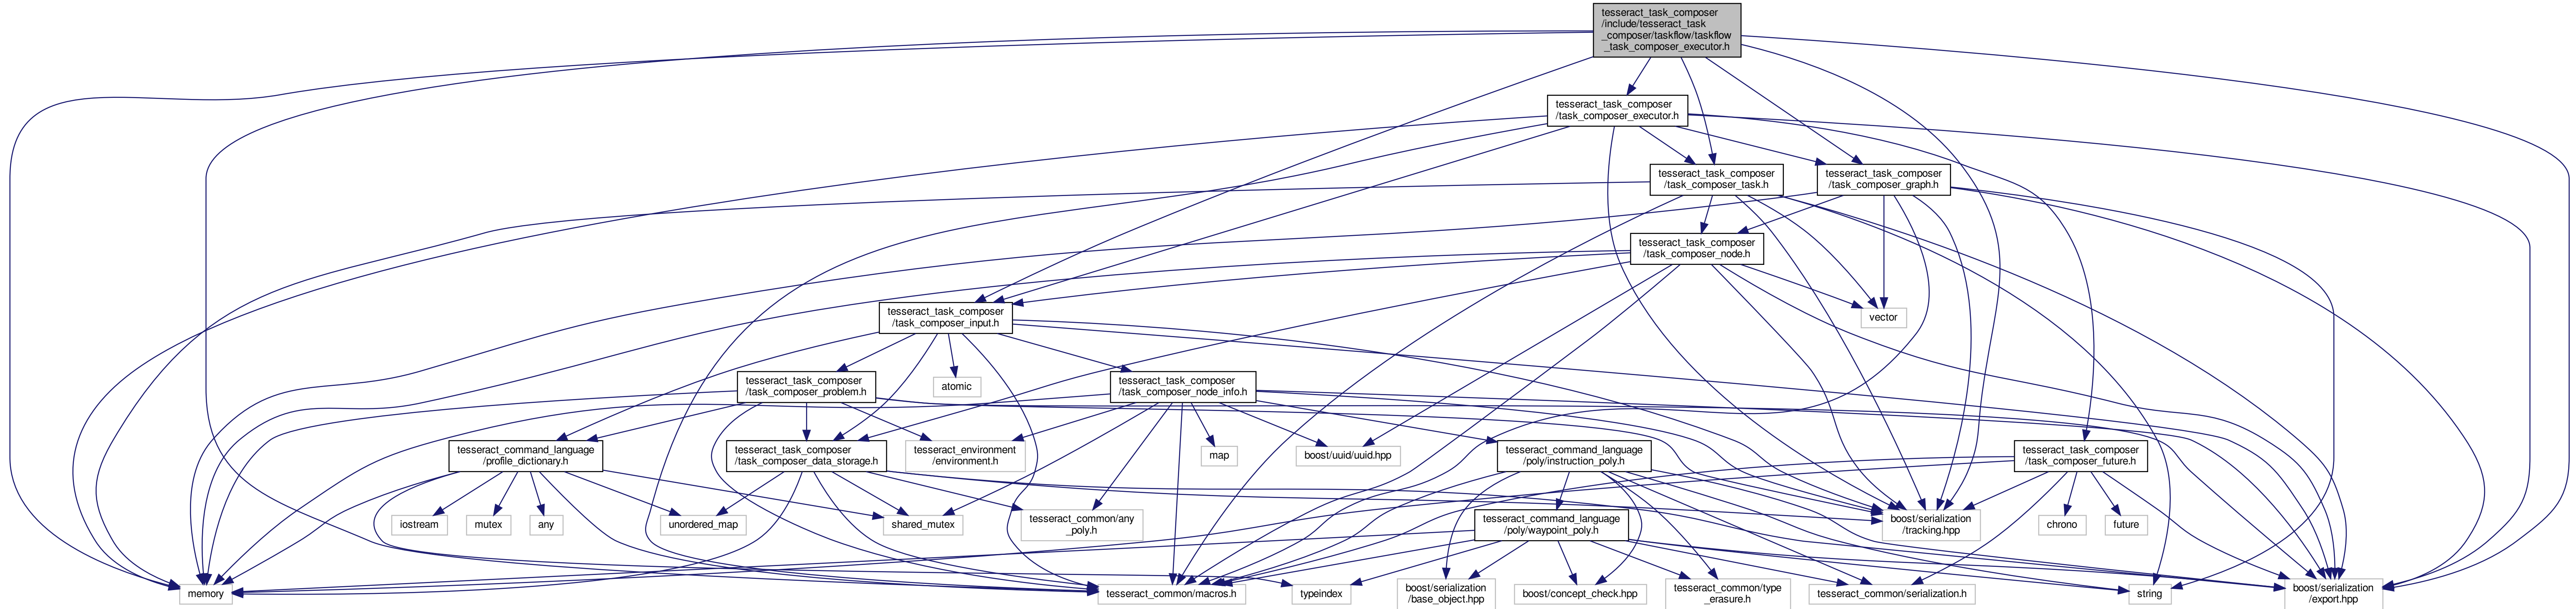 tesseract_task_composer
/include/tesseract_task
_composer/taskflow/taskflow
_task_composer_executor.h
tesseract_task_composer
/task_composer_executor.h
tesseract_task_composer
/task_composer_task.h
tesseract_task_composer
/task_composer_graph.h
tesseract_task_composer
/task_composer_node.h
tesseract_task_composer
/task_composer_input.h
vector
tesseract_task_composer
/task_composer_problem.h
atomic
tesseract_task_composer
/task_composer_node_info.h
tesseract_command_language
/profile_dictionary.h
tesseract_task_composer
/task_composer_data_storage.h
tesseract_environment
/environment.h
map
boost/uuid/uuid.hpp
tesseract_command_language
/poly/instruction_poly.h
tesseract_task_composer
/task_composer_future.h
iostream
mutex
any
unordered_map
shared_mutex
tesseract_common/any
_poly.h
tesseract_command_language
/poly/waypoint_poly.h
boost/serialization
/tracking.hpp
chrono
future
memory
tesseract_common/macros.h
typeindex
boost/serialization
/base_object.hpp
boost/concept_check.hpp
tesseract_common/type
_erasure.h
tesseract_common/serialization.h
string
boost/serialization
/export.hpp